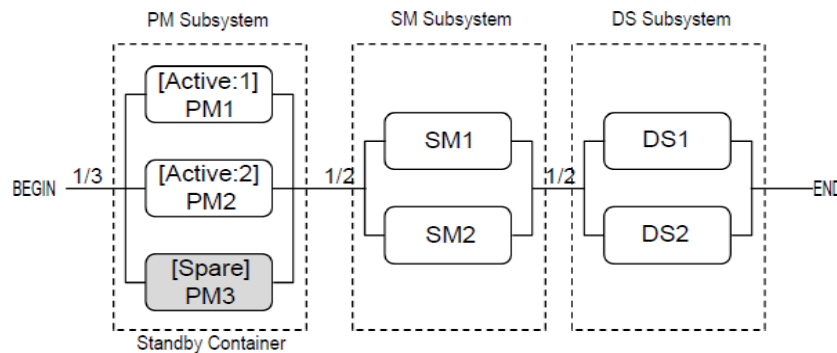 PM Subsystem
SM Subsystem
DS Subsystem
[Active:1]
PM1
SM1
DS1
BEGIN
1/3
[Active:2]
PM2
1/2
1/2
END
SM2
DS2
[Spare]
PM3
Standby Container